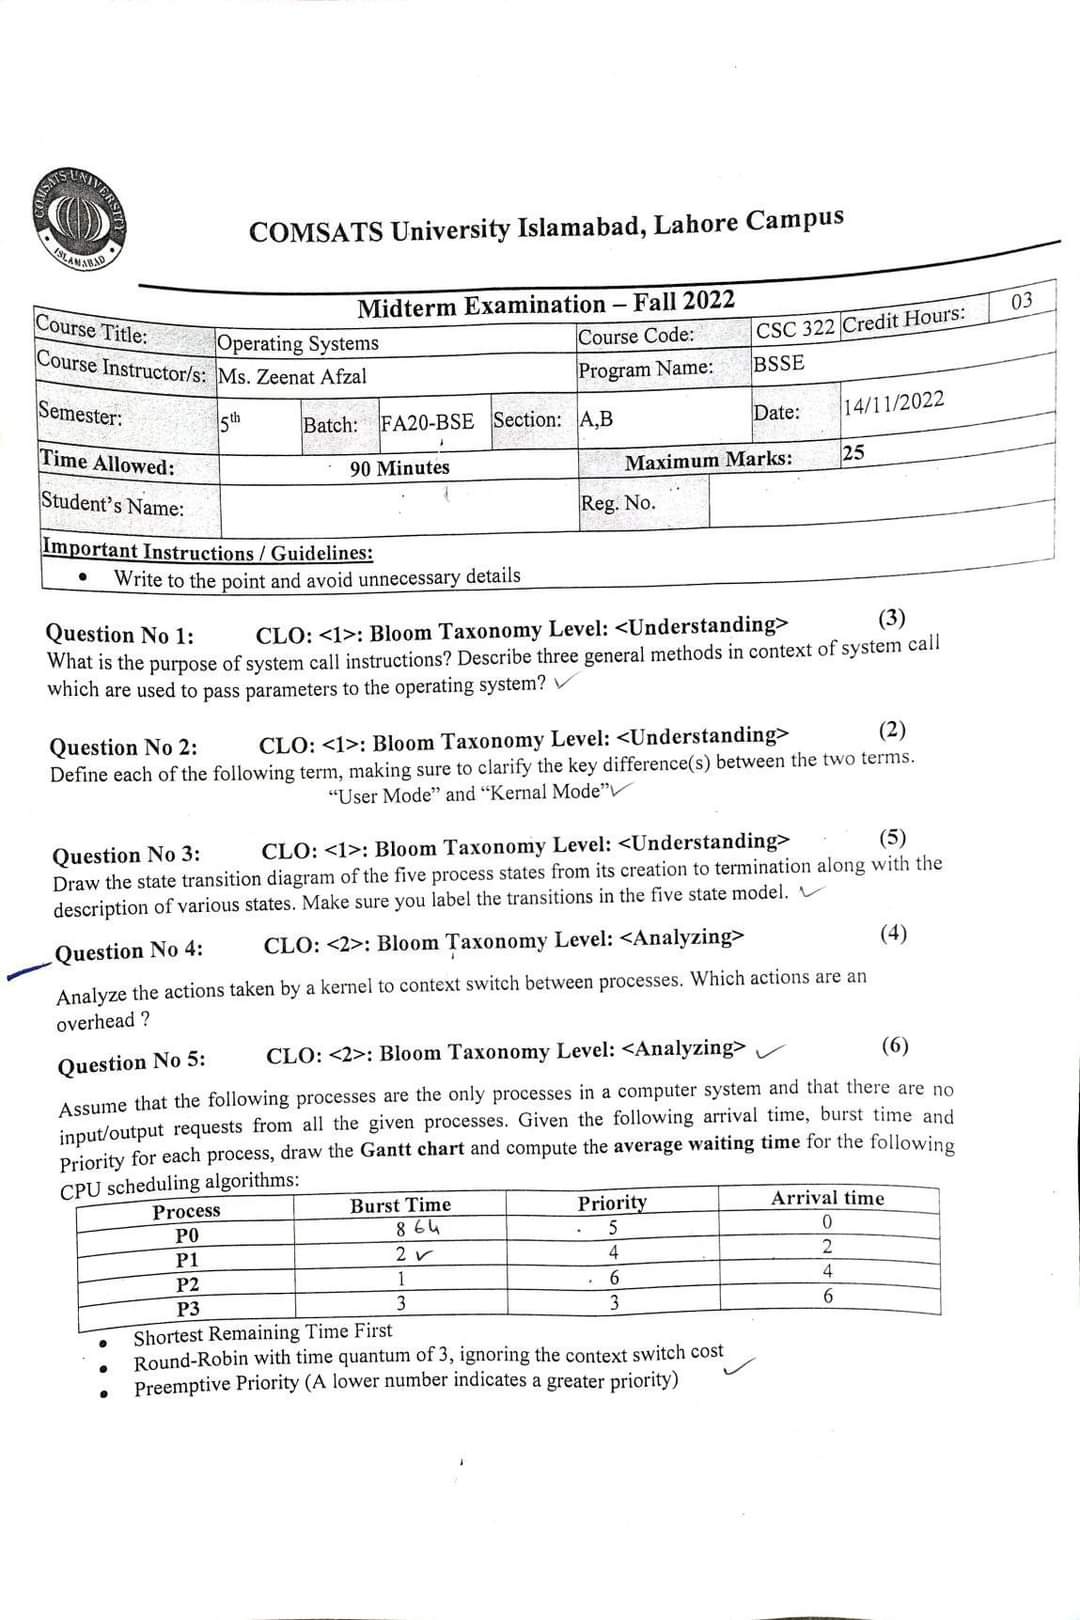 COMSATS UNIVERSITY
ISLAMABAD
COMSATS University Islamabad, Lahore Campus
Midterm Examination – Fall 2022
Course Title: Operating Systems Course Code: CSC 322 Credit Hours: 03
Course Instructor/s: Ms. Zeenat Afzal Program Name: BSSE
Semester: 5th Batch: FA20-BSE Section: A,B Date: 14/11/2022
Time Allowed: 90 Minutes Maximum Marks: 25
Student's Name: Reg. No.
Important Instructions / Guidelines:
• Write to the point and avoid unnecessary details
Question No 1: CLO: <1>: Bloom Taxonomy Level: <Understanding> (3)
What is the purpose of system call instructions? Describe three general methods in context of system call
which are used to pass parameters to the operating system?
Question No 2: CLO: <1>: Bloom Taxonomy Level: <Understanding> (2)
Define each of the following term, making sure to clarify the key difference(s) between the two terms.
“User Mode” and “Kernal Mode”
Question No 3: CLO: <1>: Bloom Taxonomy Level: <Understanding> (5)
Draw the state transition diagram of the five process states from its creation to termination along with the
description of various states. Make sure you label the transitions in the five state model.
Question No 4: CLO: <2>: Bloom Taxonomy Level: <Analyzing> (4)
Analyze the actions taken by a kernel to context switch between processes. Which actions are an
overhead ?
Question No 5: CLO: <2>: Bloom Taxonomy Level: <Analyzing> (6)
Assume that the following processes are the only processes in a computer system and that there are no
input/output requests from all the given processes. Given the following arrival time, burst time and
Priority for each process, draw the Gantt chart and compute the average waiting time for the following
CPU scheduling algorithms:
Process Burst Time Priority Arrival time
P0 8 64 5 0
P1 2 4 2
P2 1 6 4
P3 3 3 6
• Shortest Remaining Time First
• Round-Robin with time quantum of 3, ignoring the context switch cost
• Preemptive Priority (A lower number indicates a greater priority)